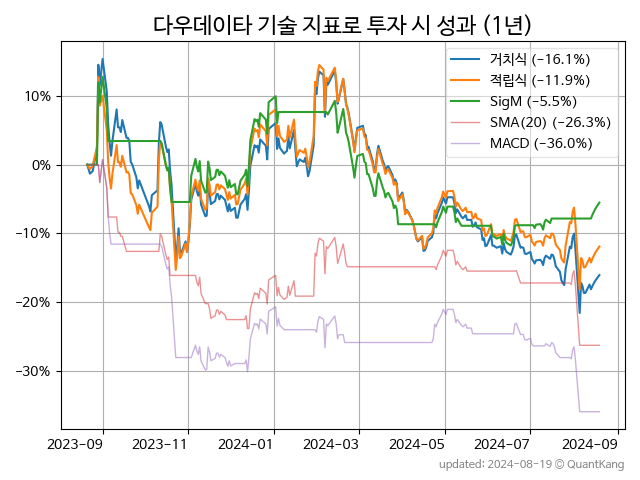 다우데이타 기술 지표로 투자 시 성과 (1년)
거치식 (−16.1%)
적립식 (−11.9%)
SigM (−5.5%)
SMA(20) (−26.3%)
MACD (−36.0%)
10%
0%
−10%
−20%
−30%
2023-09 2023-11 2024-01 2024-03 2024-05 2024-07 2024-09
updated: 2024-08-19 © QuantKang